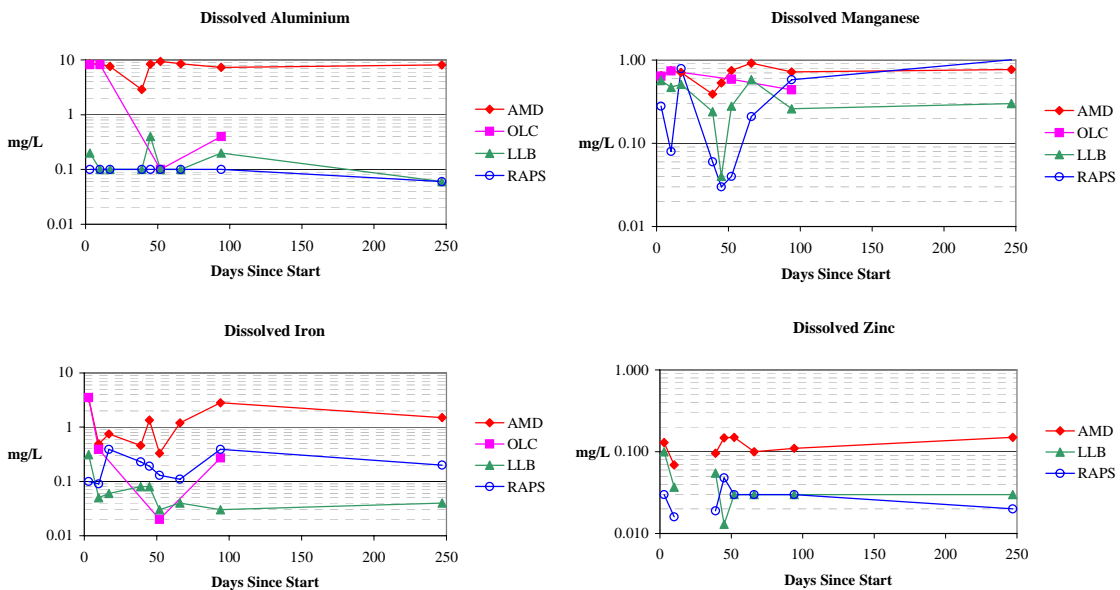 Dissolved Aluminium
10
1
mg/L
0.1
0.01
0 50 100 150 200 250
Days Since Start
AMD
OLC
LLB
RAPS
Dissolved Manganese
1.00
mg/L
0.10
0.01
0 50 100 150 200 250
Days Since Start
AMD
OLC
LLB
RAPS
Dissolved Iron
10
1
mg/L
0.1
0.01
0 50 100 150 200 250
Days Since Start
AMD
OLC
LLB
RAPS
Dissolved Zinc
1.000
mg/L
0.100
0.010
0 50 100 150 200 250
Days Since Start
AMD
LLB
RAPS